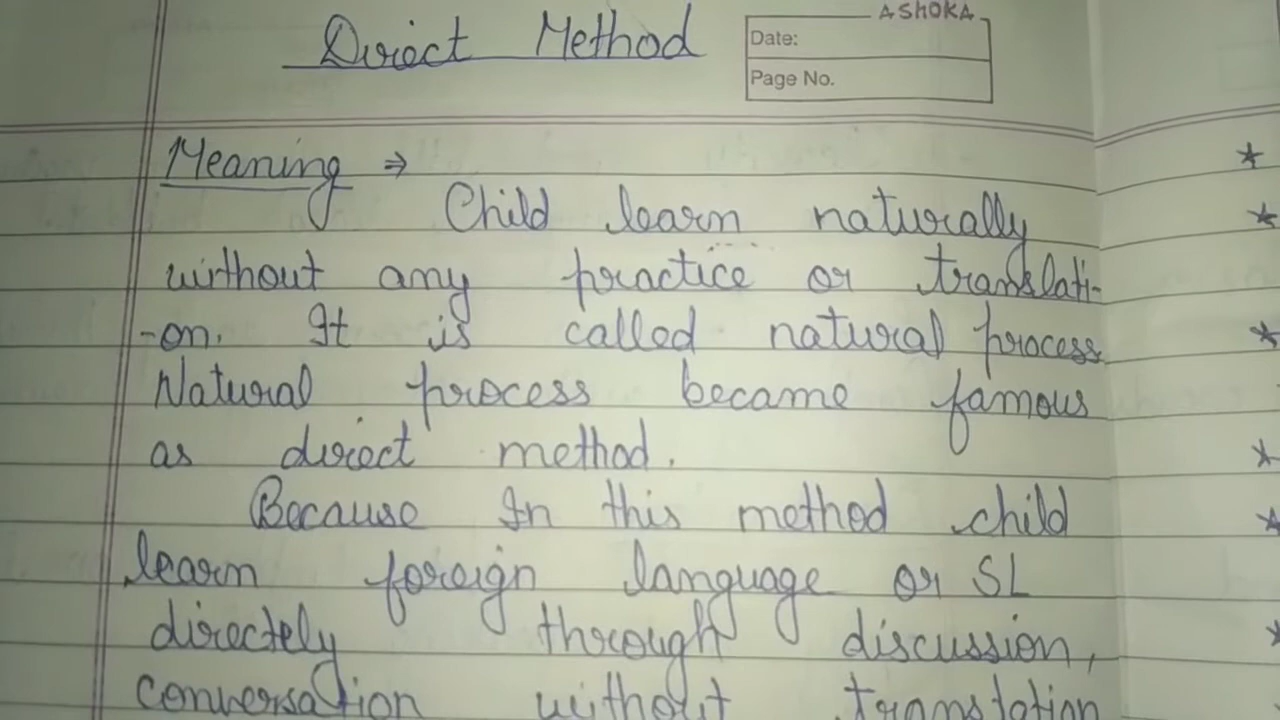 ASHOKA
Direct Method
Date:
Page No.
Meaning ⇒
Child learn naturally
without any practice or translati-
-on. It is called natural process
Natural process became famous
as direct method.
Because In this method child
learn foreign language or SL
directely through discussion,
conversation without translation